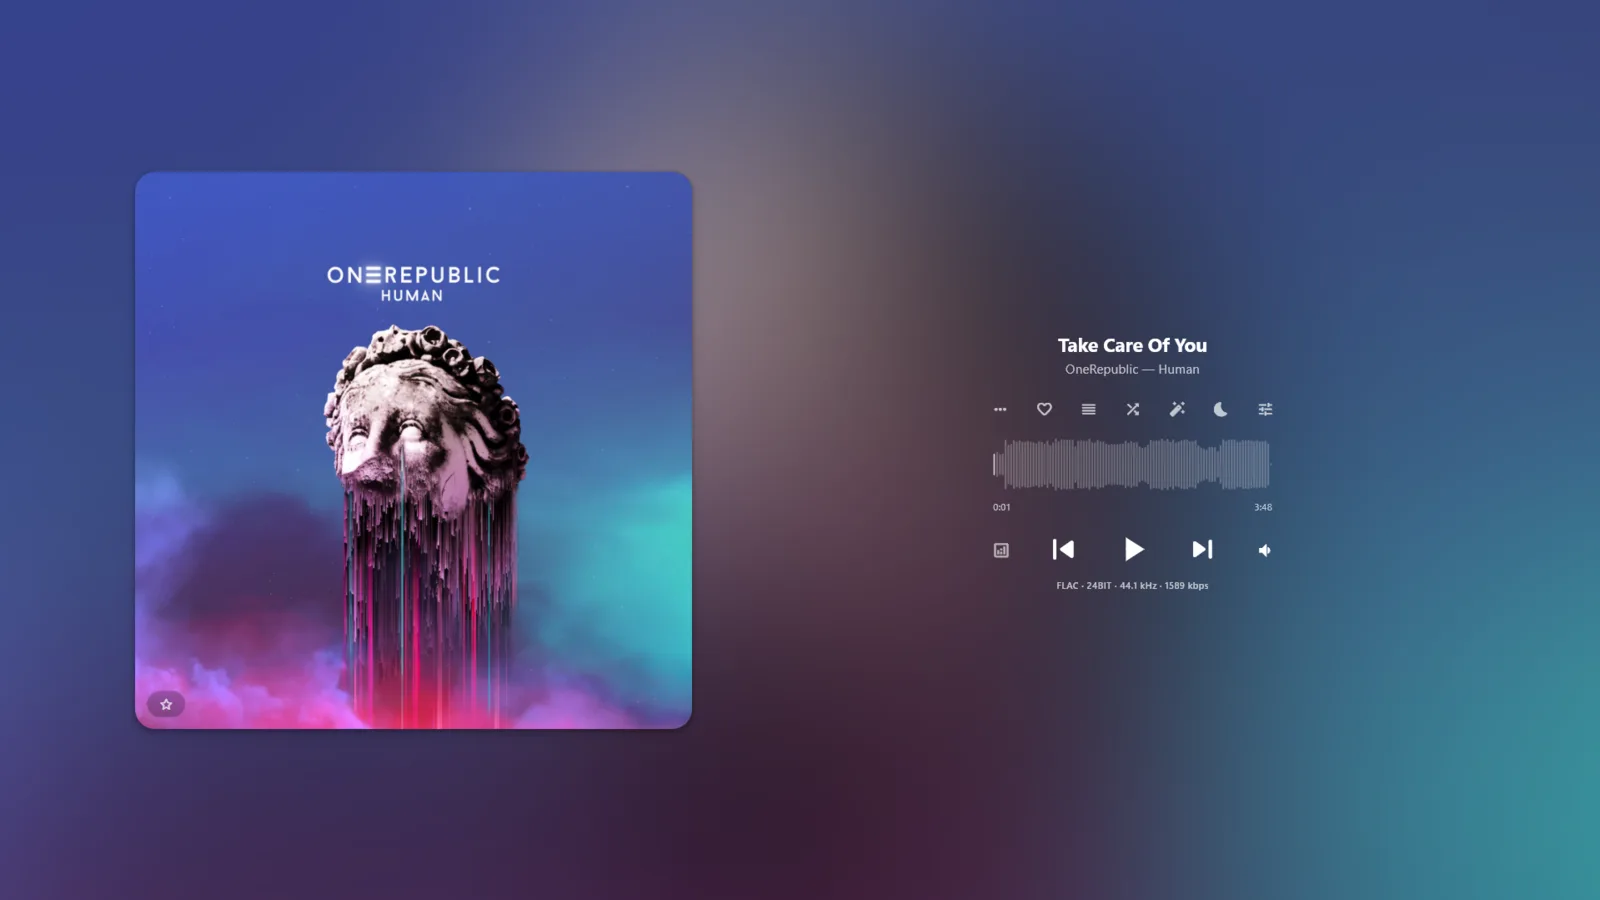 ONEREPUBLIC
HUMAN
Take Care Of You
OneRepublic — Human
0:01
3:48
FLAC · 24BIT · 44.1 kHz · 1589 kbps